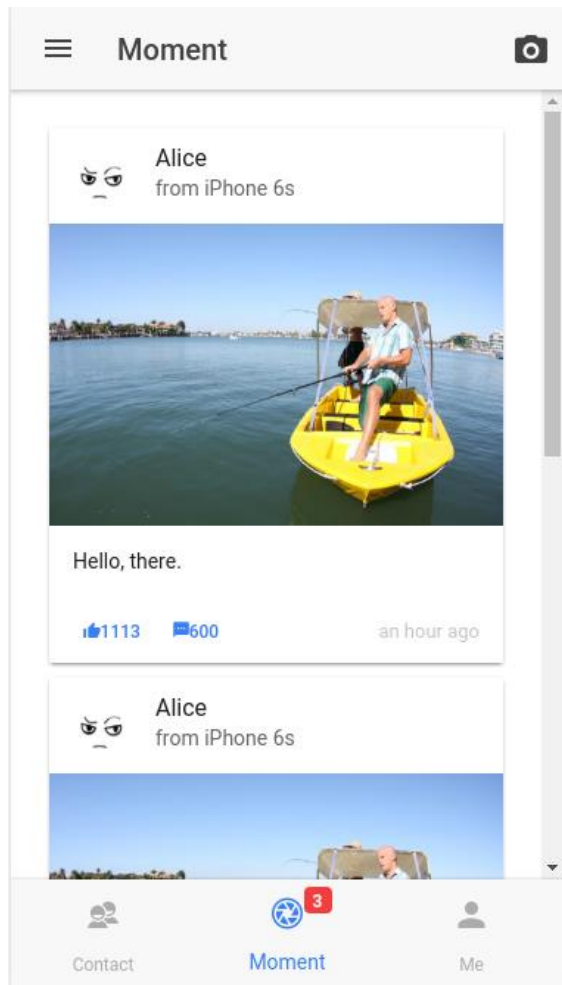 Moment
Alice
from iPhone 6s
Hello, there.
1113 600 an hour ago
Alice
from iPhone 6s
3
Contact Moment Me